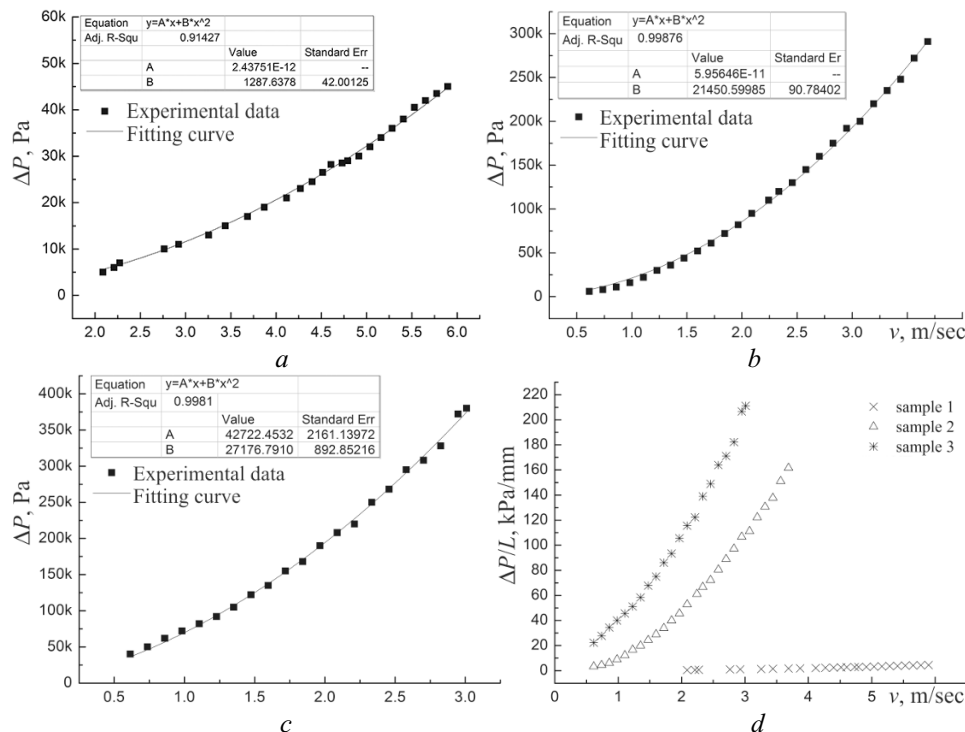 Equation y=A*x+B*x^2
Adj. R-Squ 0.91427
Value Standard Err
A 2.43751E-12 --
B 1287.6378 42.00125
Experimental data
Fitting curve
ΔP, Pa
60k
50k
40k
30k
20k
10k
0
2.0 2.5 3.0 3.5 4.0 4.5 5.0 5.5 6.0
a
Equation y=A*x+B*x^2
Adj. R-Squ 0.99876
Value Standard Er
A 5.95646E-11 --
B 21450.59985 90.78402
Experimental data
Fitting curve
ΔP, Pa
300k
250k
200k
150k
100k
50k
0
0.5 1.0 1.5 2.0 2.5 3.0 3.5 v, m/sec
b
Equation y=A*x+B*x^2
Adj. R-Squ 0.9981
Value Standard Err
A 42722.4532 2161.13972
B 27176.7910 892.85216
Experimental data
Fitting curve
ΔP, Pa
400k
350k
300k
250k
200k
150k
100k
50k
0
0.5 1.0 1.5 2.0 2.5 3.0
c
sample 1
sample 2
sample 3
ΔP/L, kPa/mm
220
200
180
160
140
120
100
80
60
40
20
0
0 1 2 3 4 5 v, m/sec
d